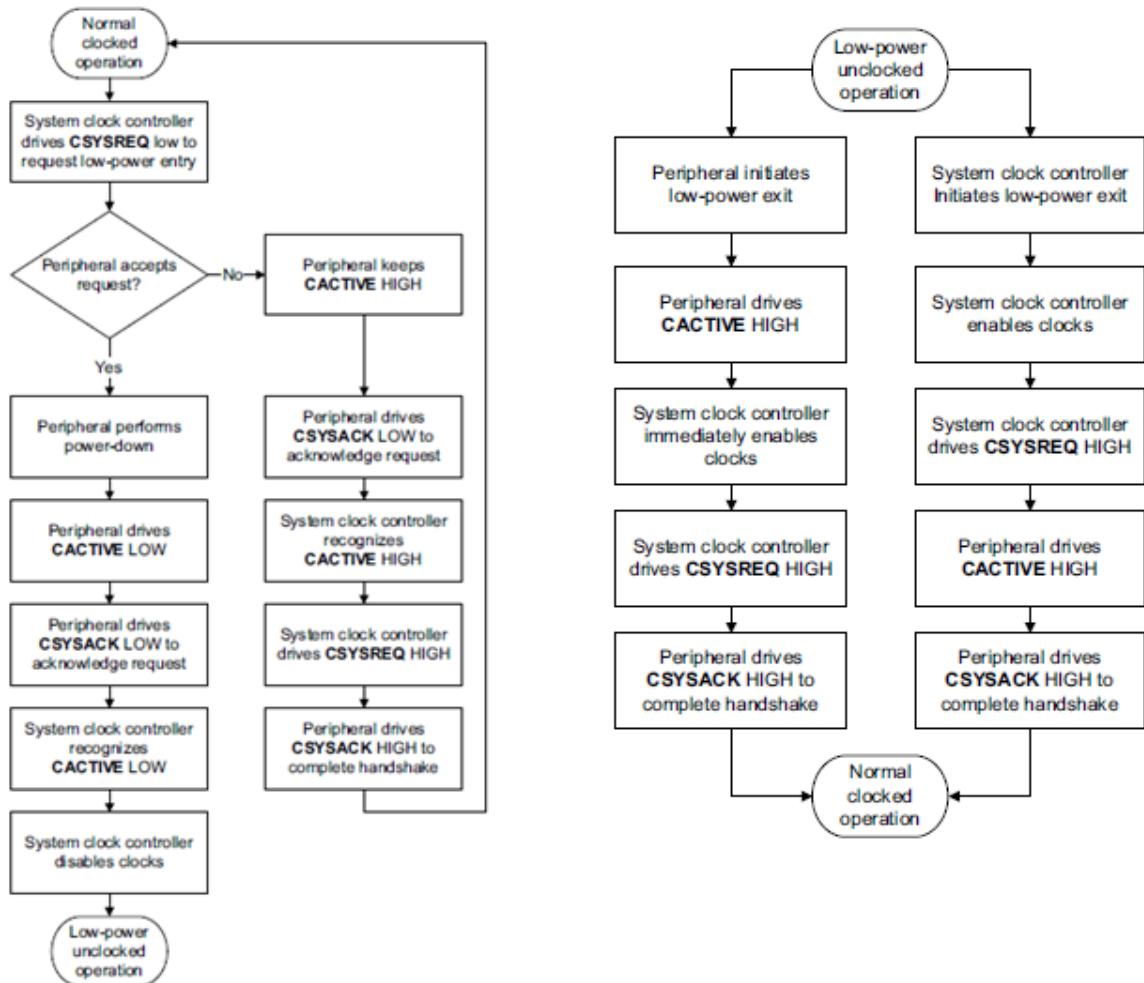 Normal
clocked
operation
System clock controller
drives CSYSREQ low to
request low-power entry
Peripheral accepts
request?
No
Peripheral keeps
CACTIVE HIGH
Yes
Peripheral performs
power-down
Peripheral drives
CACTIVE LOW
Peripheral drives
CSYSACK LOW to
acknowledge request
System clock controller
recognizes
CACTIVE LOW
System clock controller
disables clocks
Low-power
unclocked
operation
Peripheral drives
CSYSACK LOW to
acknowledge request
System clock controller
recognizes
CACTIVE HIGH
System clock controller
drives CSYSREQ HIGH
Peripheral drives
CSYSACK HIGH to
complete handshake
Low-power
unclocked
operation
Peripheral initiates
low-power exit
Peripheral drives
CACTIVE HIGH
System clock controller
immediately enables
clocks
System clock controller
drives CSYSREQ HIGH
Peripheral drives
CSYSACK HIGH to
complete handshake
System clock controller
Initiates low-power exit
System clock controller
enables clocks
System clock controller
drives CSYSREQ HIGH
Peripheral drives
CACTIVE HIGH
Peripheral drives
CSYSACK HIGH to
complete handshake
Normal
clocked
operation